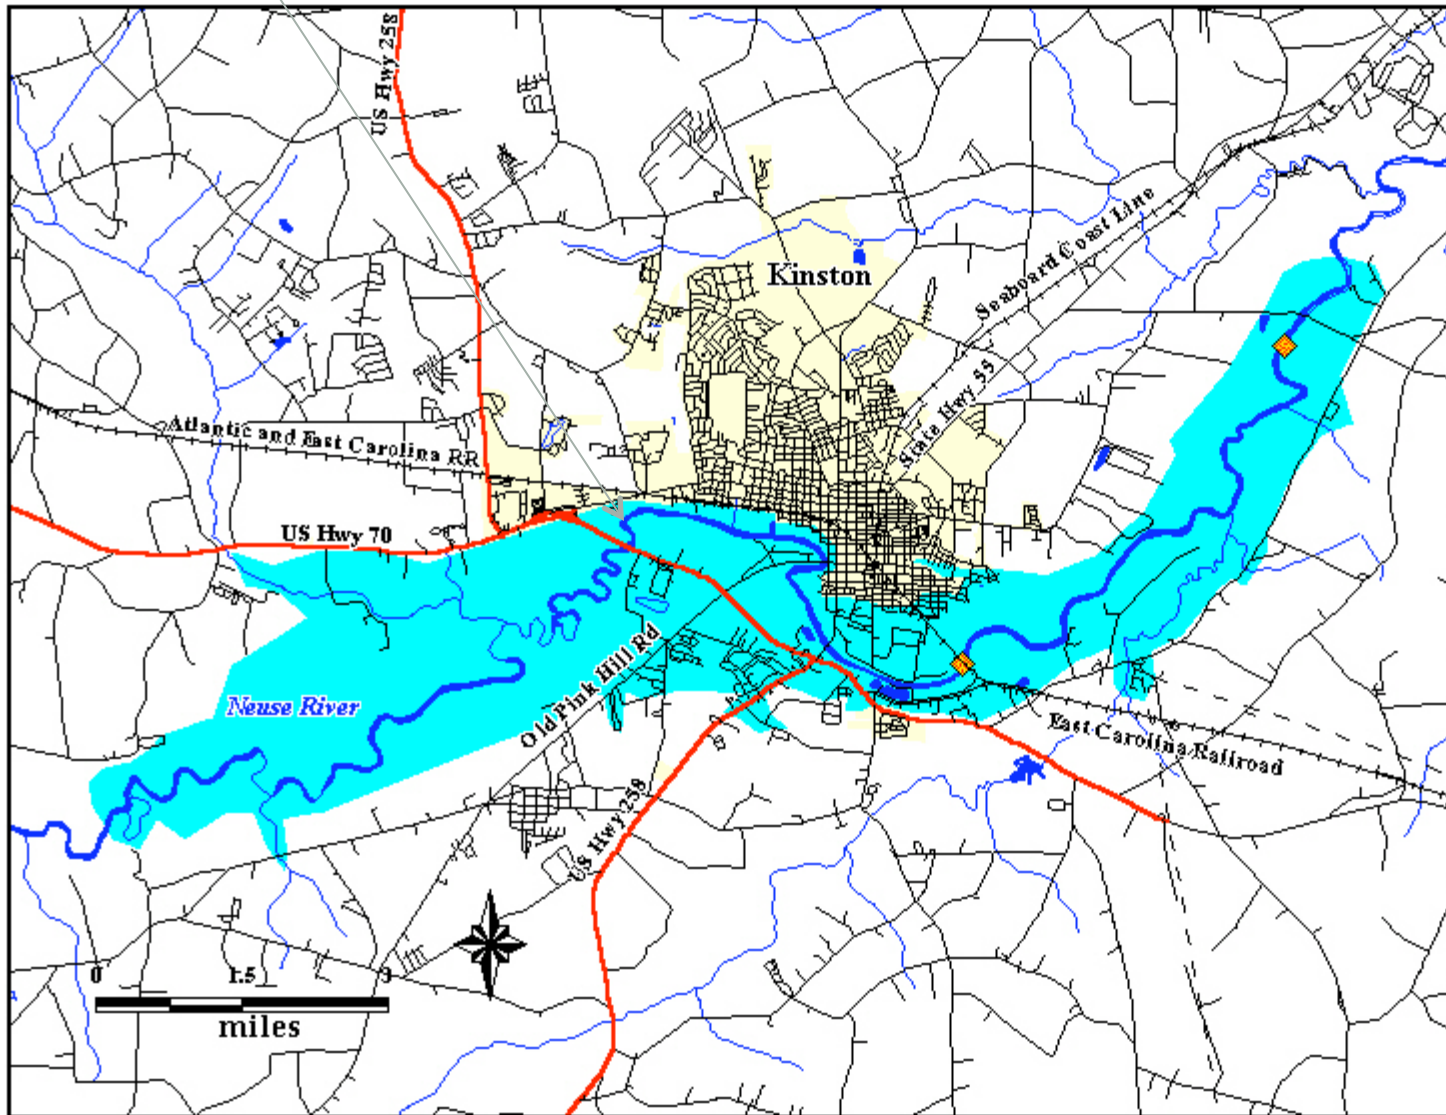 US Hwy 258
Kinston
Seaboard Coast Line
State Hwy 55
Atlantic and East Carolina RR
US Hwy 70
Old Pink Hill Rd
Neuse River
East Carolina Railroad
US Hwy 258
0 1.5 3
miles